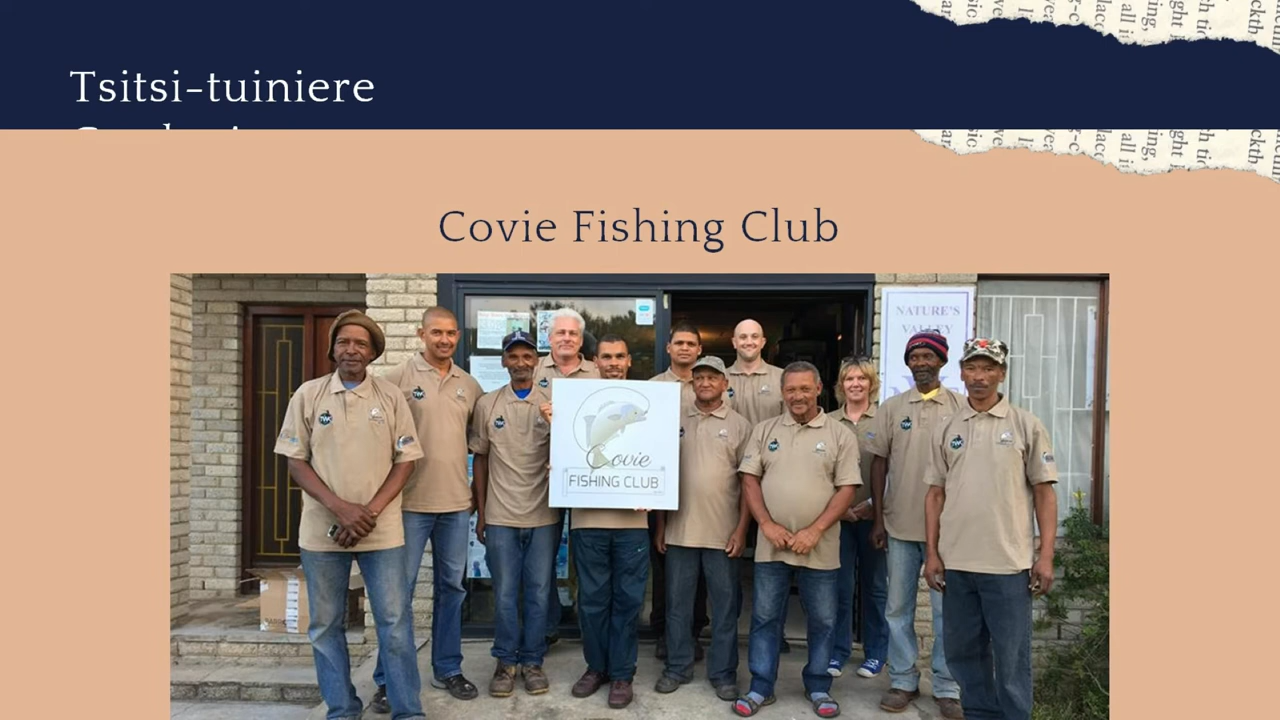 Tsitsi-tuiniere
Covie Fishing Club
NATURE'S
VALLEY
Covie
FISHING CLUB